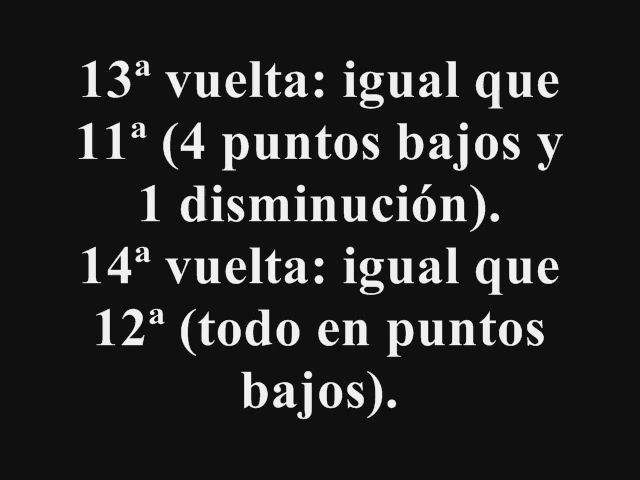 13ª vuelta: igual que
11ª (4 puntos bajos y
1 disminución).
14ª vuelta: igual que
12ª (todo en puntos
bajos).